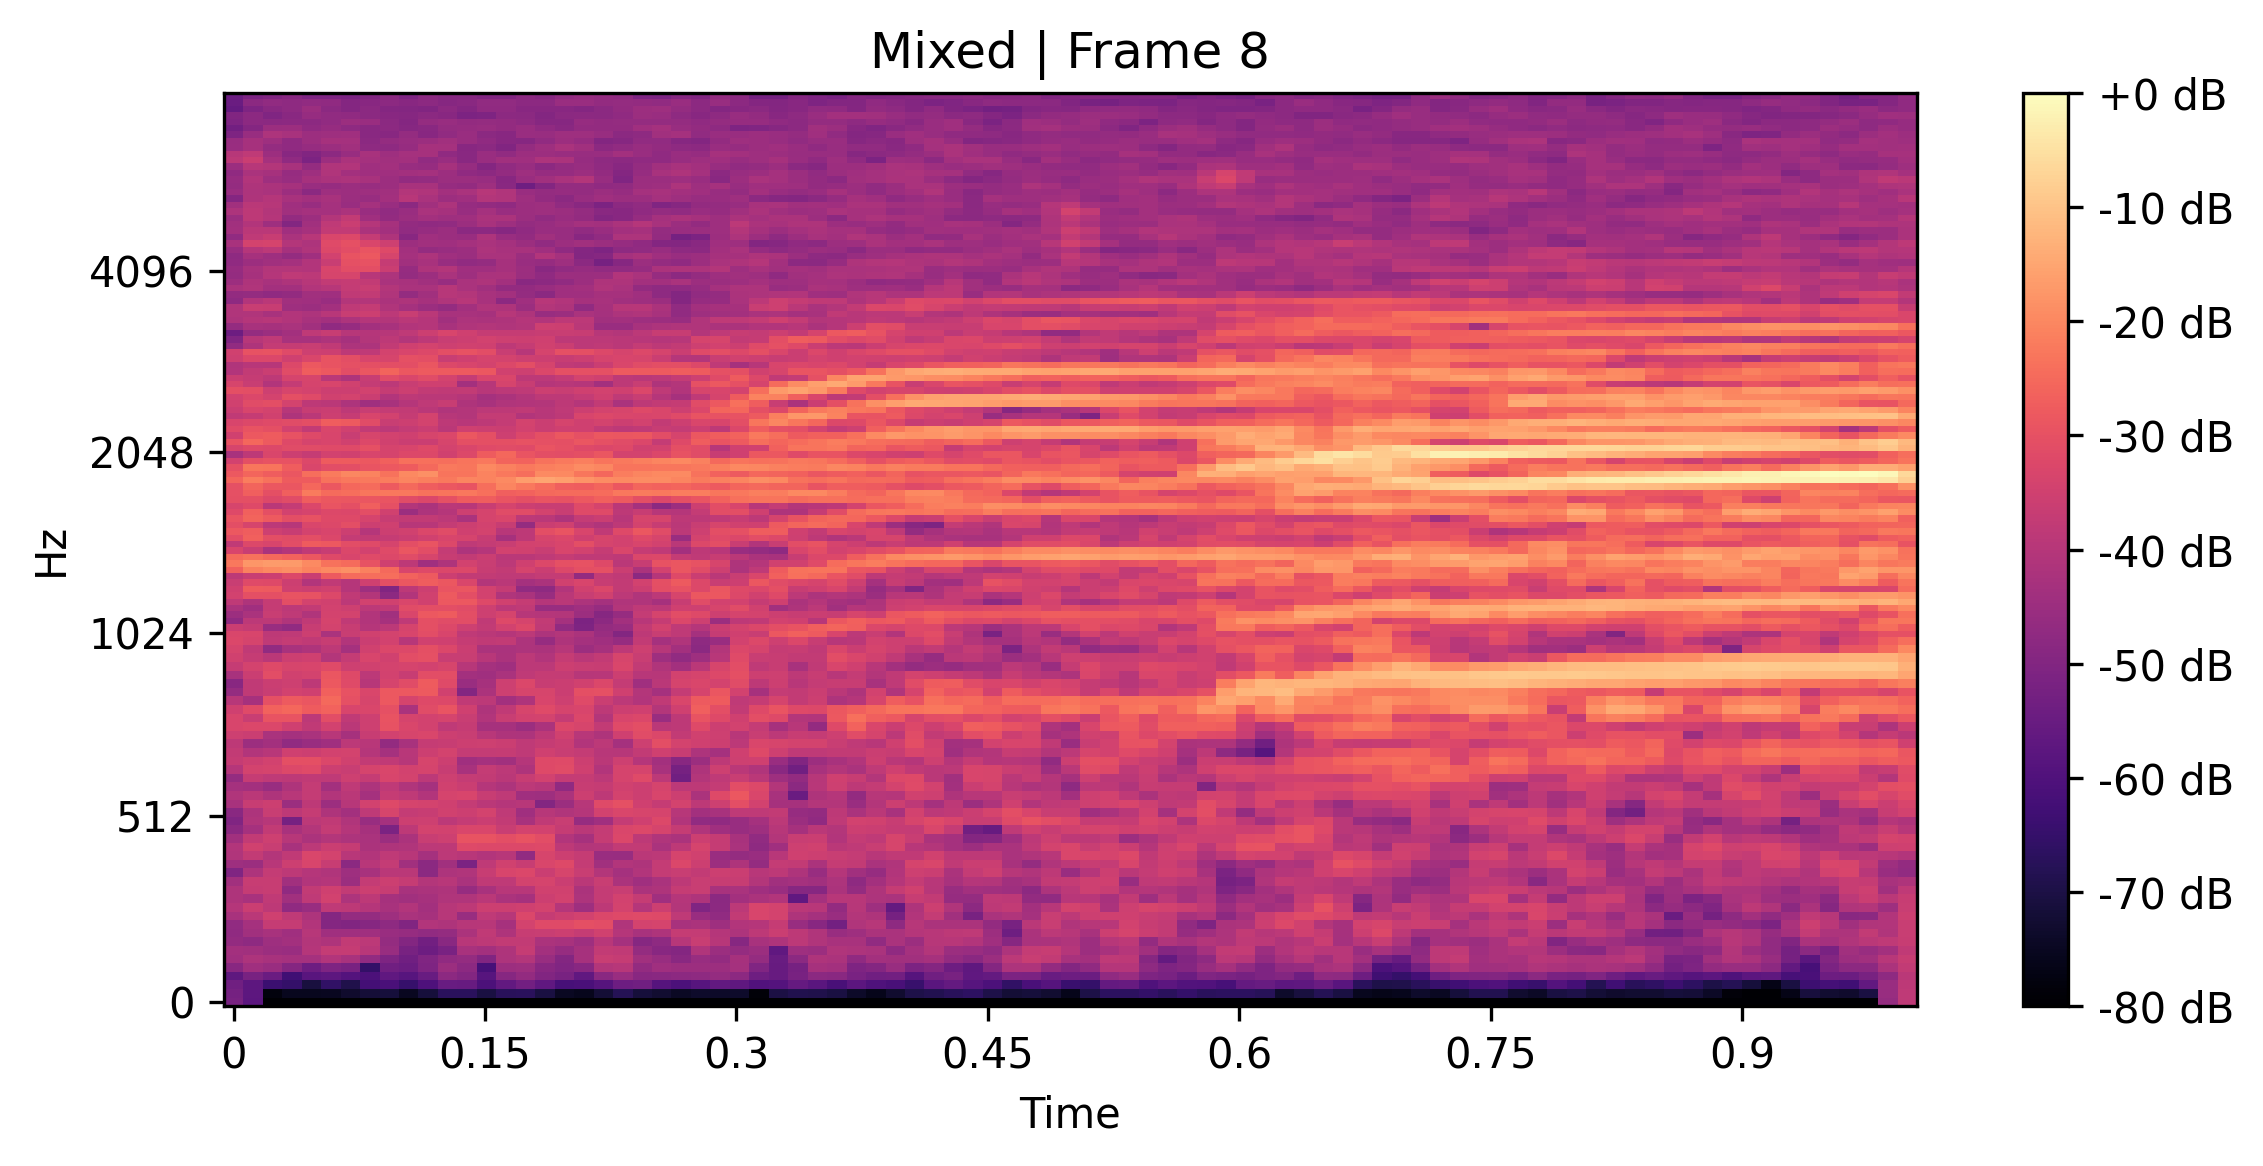 Mixed | Frame 8
+0 dB
-10 dB
-20 dB
-30 dB
-40 dB
-50 dB
-60 dB
-70 dB
-80 dB
Hz
4096
2048
1024
512
0
0 0.15 0.3 0.45 0.6 0.75 0.9
Time